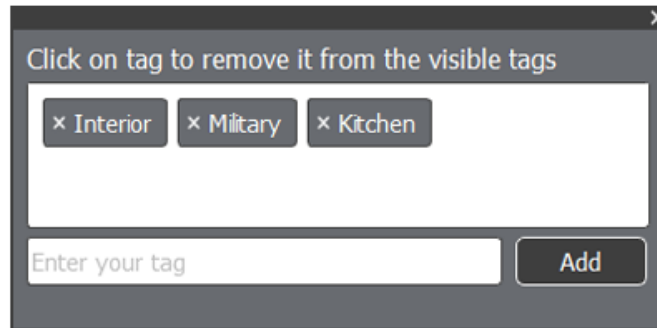 Click on tag to remove it from the visible tags
× Interior × Military × Kitchen
Enter your tag
Add